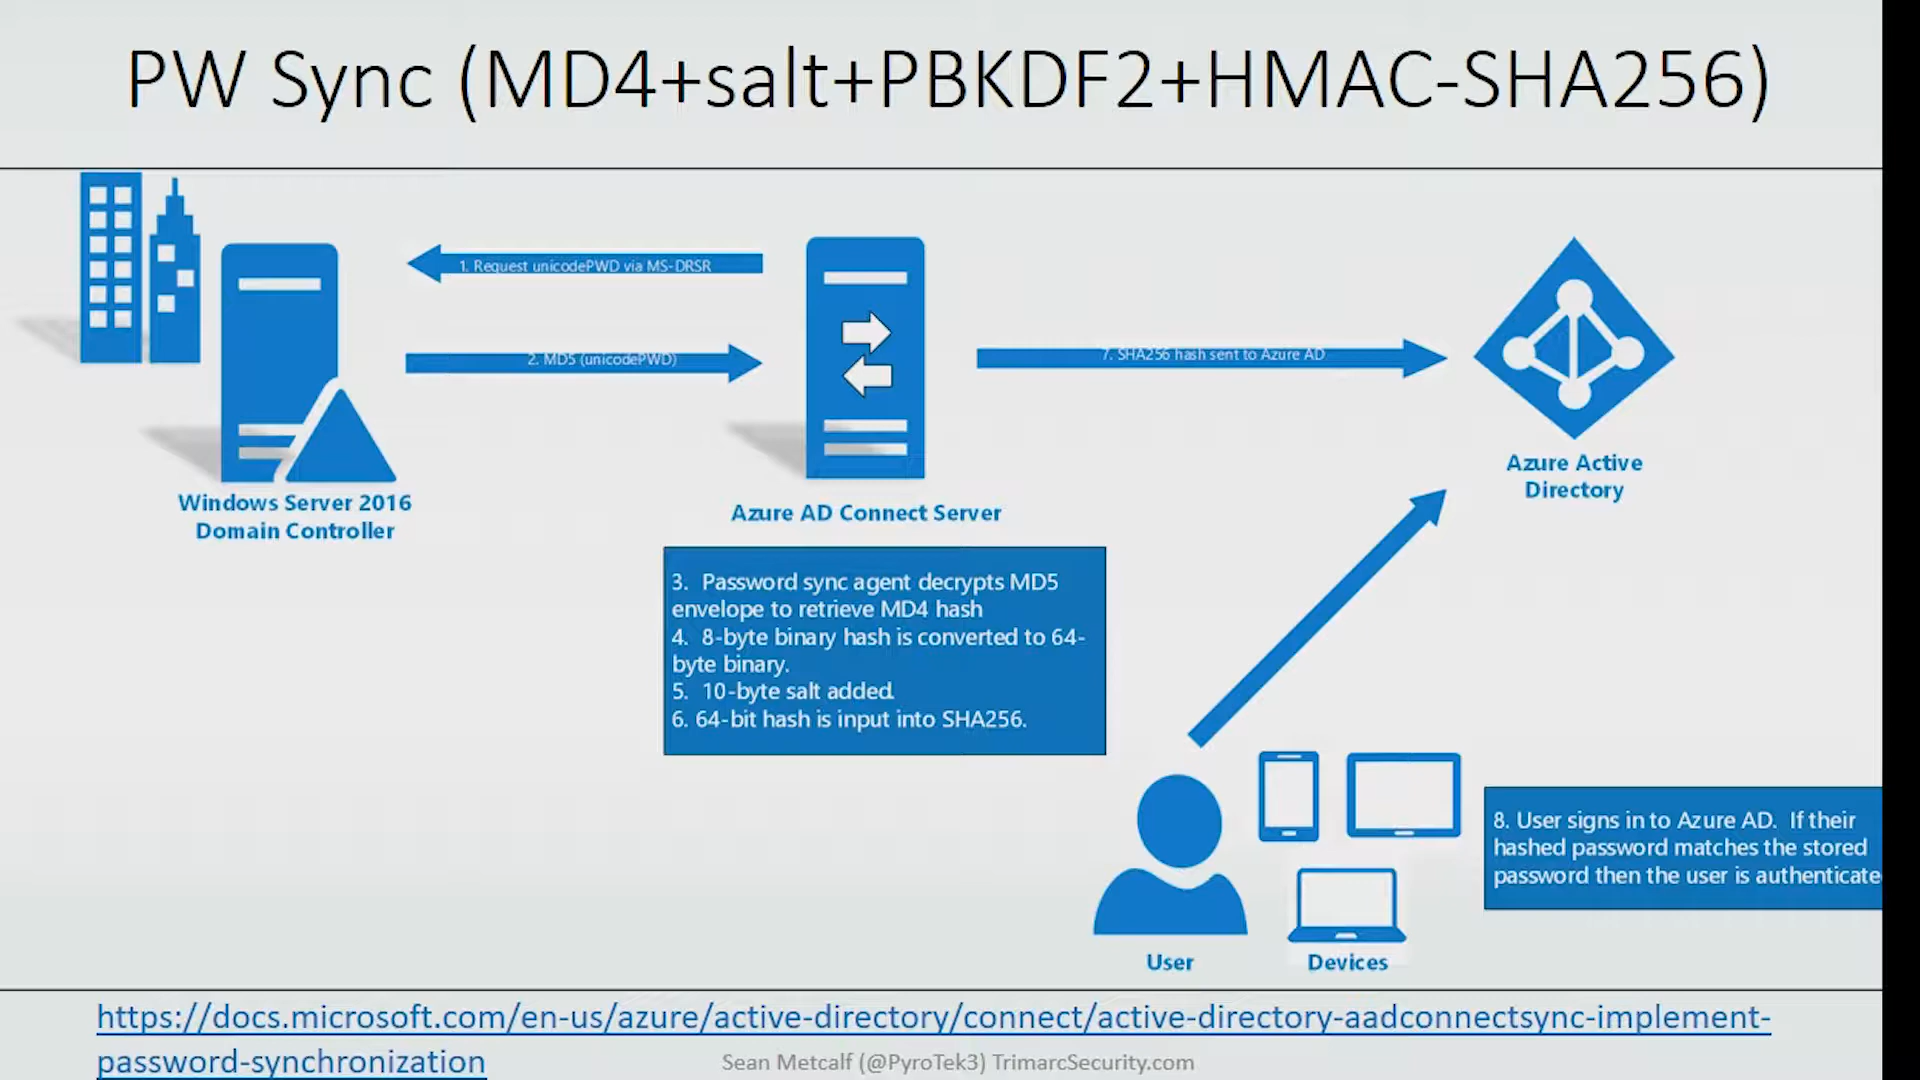 PW Sync (MD4+salt+PBKDF2+HMAC-SHA256)
1. Request unicodePWD via MS-DRSR
2. MD5 (unicodePWD)
7. SHA256 hash sent to Azure AD
Windows Server 2016
Domain Controller
Azure AD Connect Server
Azure Active
Directory
3. Password sync agent decrypts MD5
envelope to retrieve MD4 hash
4. 8-byte binary hash is converted to 64-
byte binary.
5. 10-byte salt added.
6. 64-bit hash is input into SHA256.
8. User signs in to Azure AD. If their
hashed password matches the stored
password then the user is authenticate
User
Devices
https://docs.microsoft.com/en-us/azure/active-directory/connect/active-directory-aadconnectsync-implement-
password-synchronization
Sean Metcalf (@PyroTek3) TrimarcSecurity.com